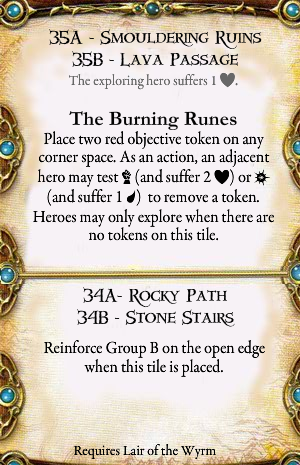 35A - Smouldering Ruins
35B - Lava Passage
The exploring hero suffers 1 .
The Burning Runes
Place two red objective token on any
corner space. As an action, an adjacent
hero may test (and suffer 2 ) or
(and suffer 1 ) to remove a token.
Heroes may only explore when there are
no tokens on this tile.
34A- Rocky Path
34B - Stone Stairs
Reinforce Group B on the open edge
when this tile is placed.
Requires Lair of the Wyrm